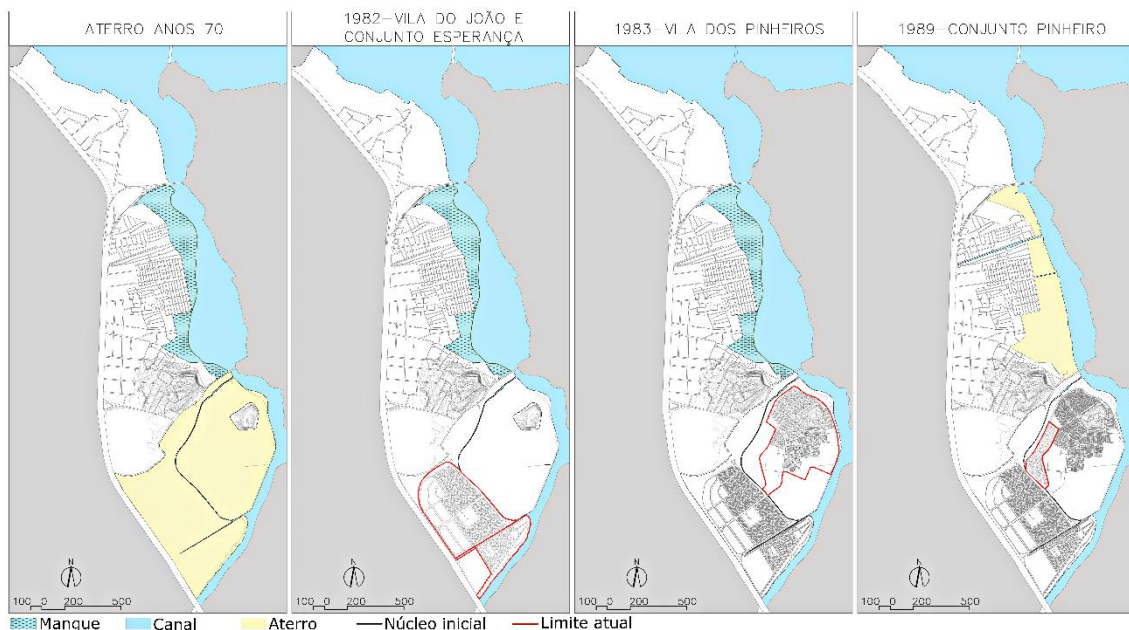 ATERRO ANOS 70
1982-VILA DO JOÃO E
CONJUNTO ESPERANÇA
1983-VILA DOS PINHEIROS
1989-CONJUNTO PINHEIRO
N
100 0 200 500
N
100 0 200 500
N
100 0 200 500
N
100 0 200 500
Mangue Canal Aterro Núcleo inicial Limite atual